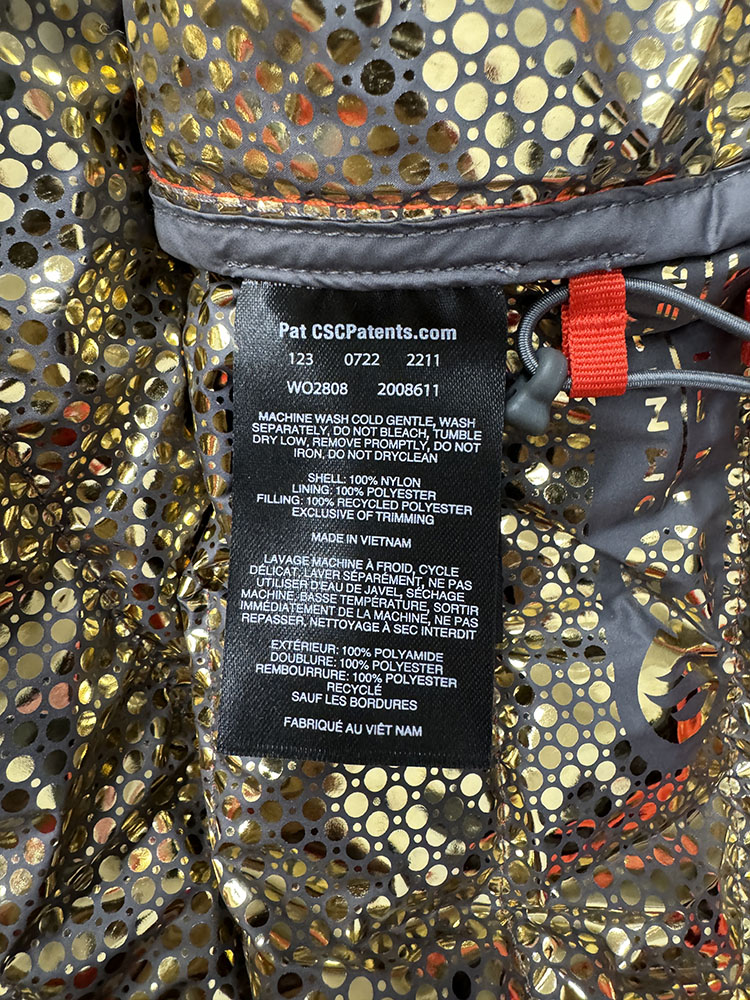 Pat CSCPatents.com
123 0722 2211
WO2808 2008611
MACHINE WASH COLD GENTLE, WASH
SEPARATELY, DO NOT BLEACH, TUMBLE
DRY LOW, REMOVE PROMPTLY, DO NOT
IRON, DO NOT DRYCLEAN
SHELL: 100% NYLON
LINING: 100% POLYESTER
FILLING: 100% RECYCLED POLYESTER
EXCLUSIVE OF TRIMMING
MADE IN VIETNAM
LAVAGE MACHINE À FROID, CYCLE
DÉLICAT, LAVER SÉPARÉMENT, NE PAS
UTILISER D'EAU DE JAVEL, SÉCHAGE
MACHINE, BASSE TEMPÉRATURE, SORTIR
IMMÉDIATEMENT DE LA MACHINE, NE PAS
REPASSER, NETTOYAGE À SEC INTERDIT
EXTÉRIEUR: 100% POLYAMIDE
DOUBLURE: 100% POLYESTER
REMBOURRURE: 100% POLYESTER
RECYCLÉ
SAUF LES BORDURES
FABRIQUÉ AU VIÊT NAM